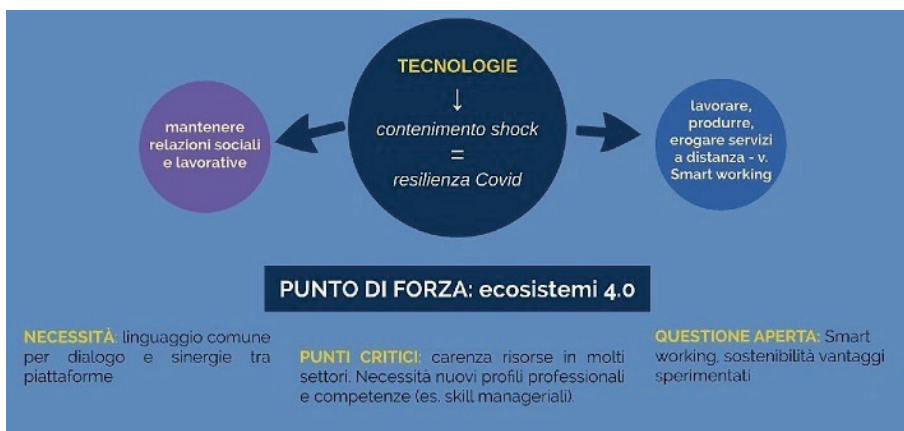 TECNOLOGIE
↓
contenimento shock
=
resilienza Covid
mantenere
relazioni sociali
e lavorative
lavorare,
produrre,
erogare servizi
a distanza - v.
Smart working
PUNTO DI FORZA: ecosistemi 4.0
NECESSITÀ: linguaggio comune
per dialogo e sinergie tra
piattaforme
PUNTI CRITICI: carenza risorse in molti
settori. Necessità nuovi profili professionali
e competenze (es. skill manageriali).
QUESTIONE APERTA: Smart
working, sostenibilità vantaggi
sperimentati